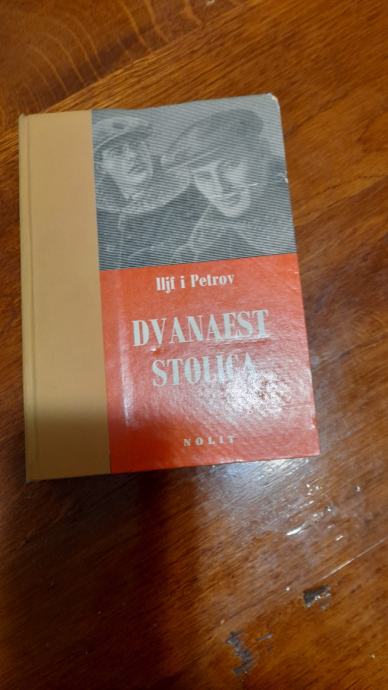 Iljf i Petrov
DVANAEST
STOLICA
NOLIT